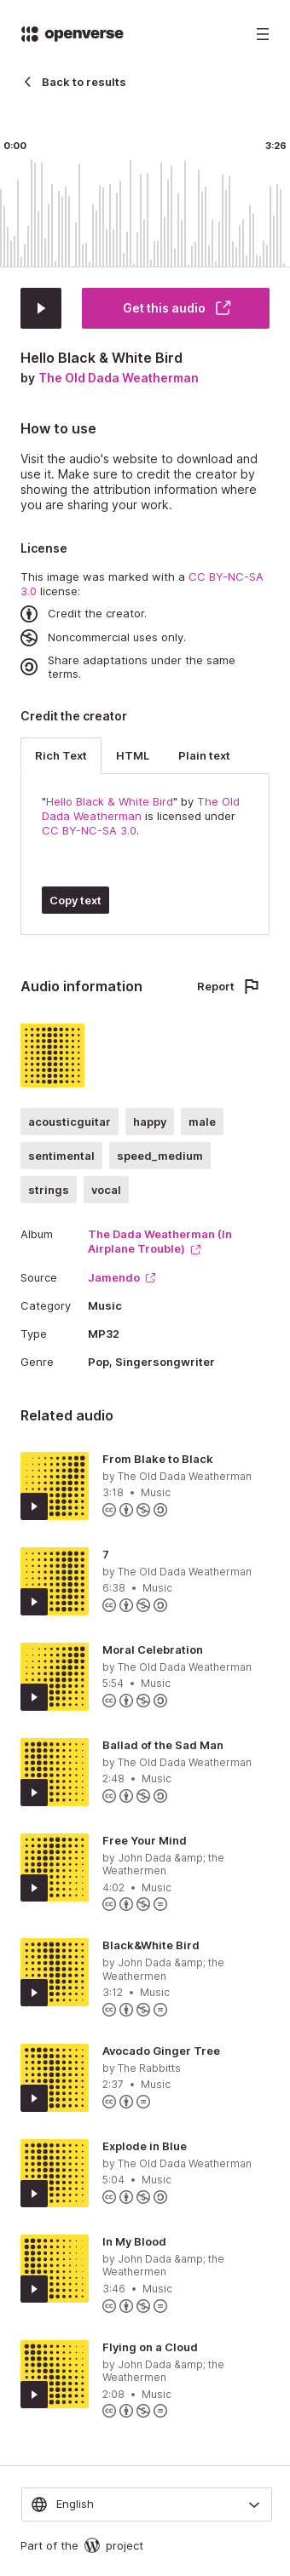 openverse
Back to results
0:00 3:26
Get this audio
Hello Black & White Bird
by The Old Dada Weatherman
How to use
Visit the audio's website to download and
use it. Make sure to credit the creator by
showing the attribution information where
you are sharing your work.
License
This image was marked with a CC BY-NC-SA
3.0 license:
Credit the creator.
Noncommercial uses only.
Share adaptations under the same
terms.
Credit the creator
Rich Text HTML Plain text
"Hello Black & White Bird" by The Old
Dada Weatherman is licensed under
CC BY-NC-SA 3.0.
Copy text
Audio information Report
acousticguitar happy male
sentimental speed_medium
strings vocal
Album The Dada Weatherman (In
Airplane Trouble)
Source Jamendo
Category Music
Type MP32
Genre Pop, Singersongwriter
Related audio
From Blake to Black
by The Old Dada Weatherman
3:18 • Music
7
by The Old Dada Weatherman
6:38 • Music
Moral Celebration
by The Old Dada Weatherman
5:54 • Music
Ballad of the Sad Man
by The Old Dada Weatherman
2:48 • Music
Free Your Mind
by John Dada &amp; the
Weathermen
4:02 • Music
Black&White Bird
by John Dada &amp; the
Weathermen
3:12 • Music
Avocado Ginger Tree
by The Rabbitts
2:37 • Music
Explode in Blue
by The Old Dada Weatherman
5:04 • Music
In My Blood
by John Dada &amp; the
Weathermen
3:46 • Music
Flying on a Cloud
by John Dada &amp; the
Weathermen
2:08 • Music
English
Part of the project